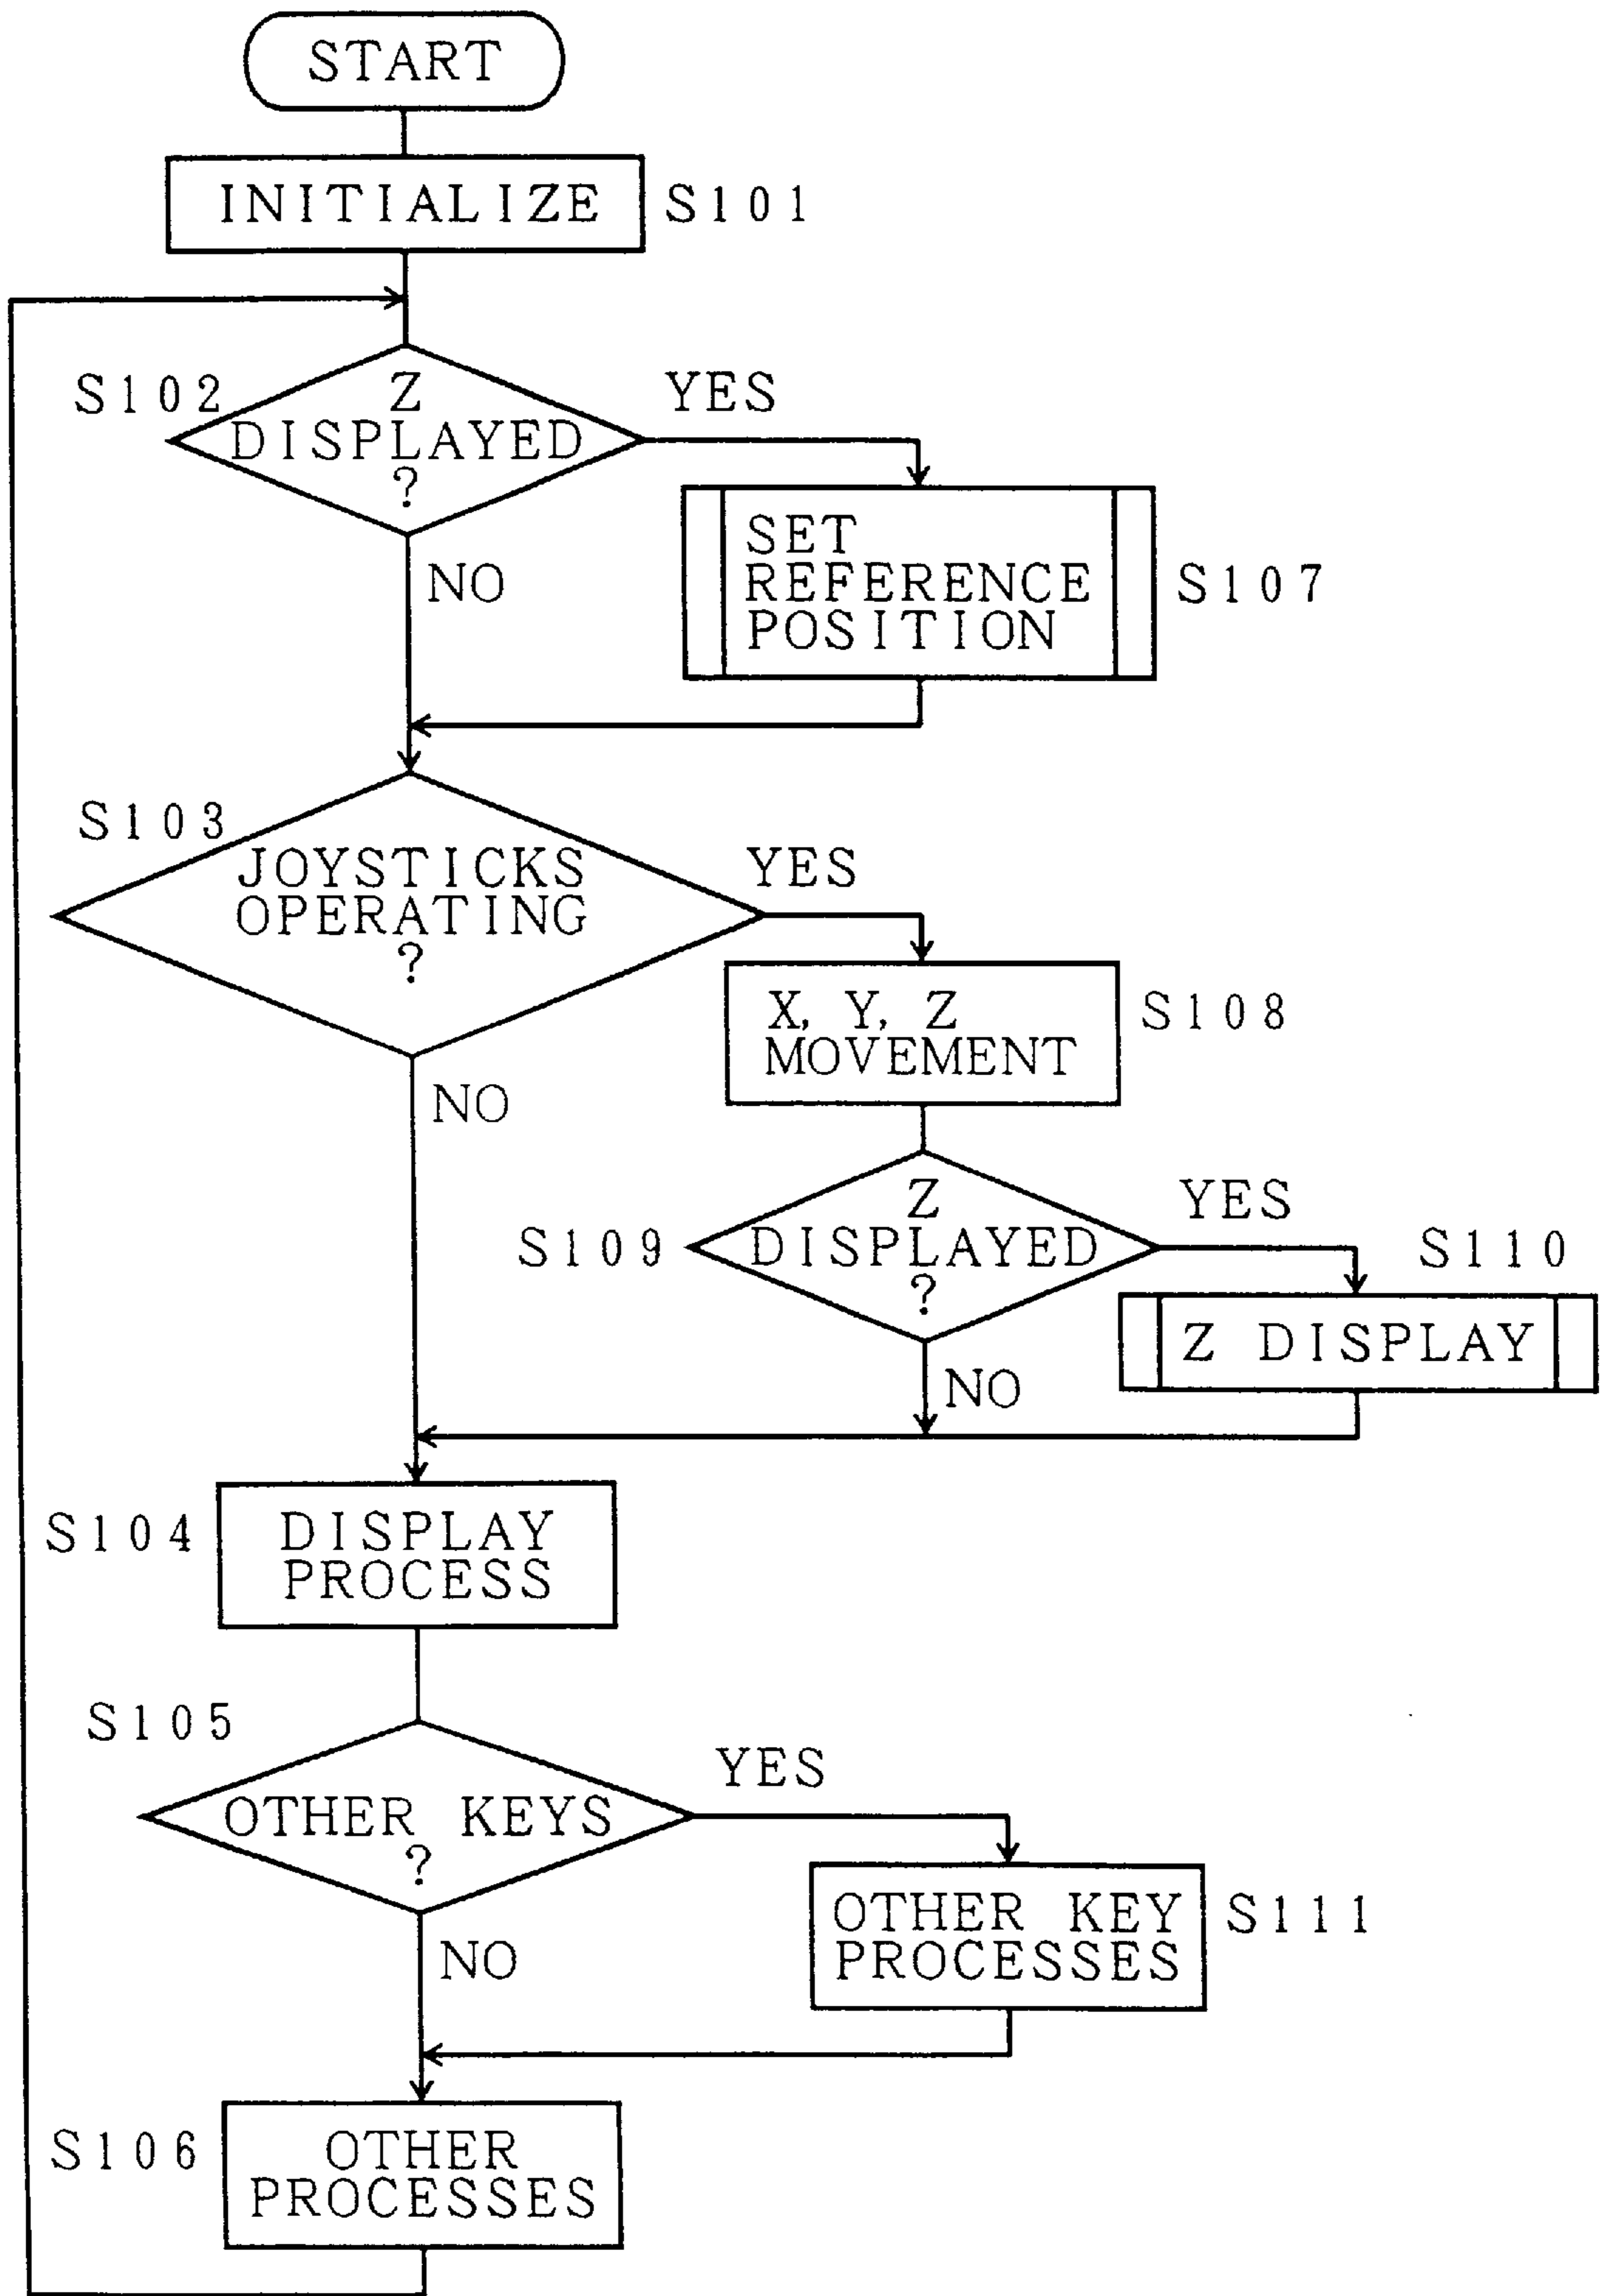 START
INITIALIZE
S101
S102
Z
DISPLAYED
?
YES
NO
SET
REFERENCE
POSITION
S107
S103
JOYSTICKS
OPERATING
?
YES
NO
X, Y, Z
MOVEMENT
S108
S109
Z
DISPLAYED
?
YES
NO
S110
Z DISPLAY
S104
DISPLAY
PROCESS
S105
OTHER KEYS
?
YES
NO
OTHER KEY
PROCESSES
S111
S106
OTHER
PROCESSES